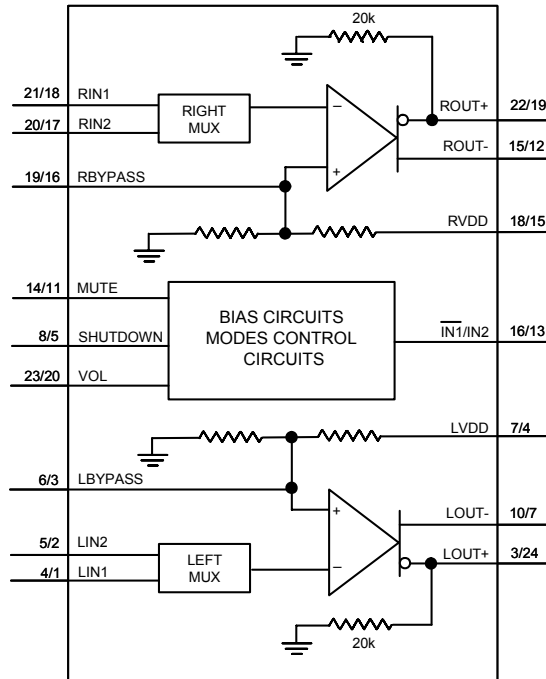 20k
21/18 RIN1
RIGHT
MUX
ROUT+ 22/19
20/17 RIN2
ROUT- 15/12
19/16 RBYPASS
RVDD 18/15
14/11 MUTE
BIAS CIRCUITS
MODES CONTROL
CIRCUITS
8/5 SHUTDOWN
IN1/IN2 16/13
23/20 VOL
LVDD 7/4
6/3 LBYPASS
LOUT- 10/7
5/2 LIN2
LEFT
MUX
LOUT+ 3/24
4/1 LIN1
20k